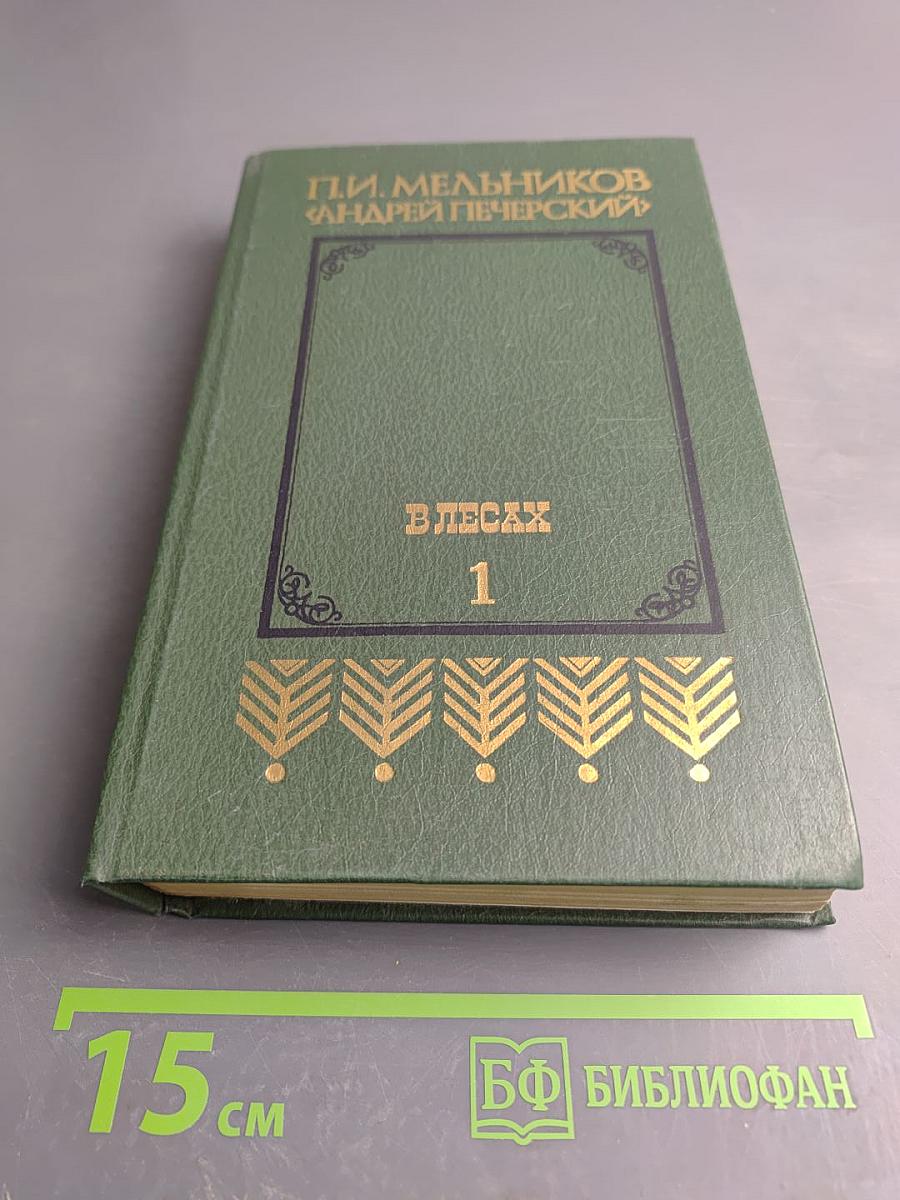 П.И. МЕЛЬНИКОВ
<АНДРЕЙ ПЕЧЕРСКИЙ>
В ЛЕСАХ
1
15 см
БФ БИБЛИОФАН